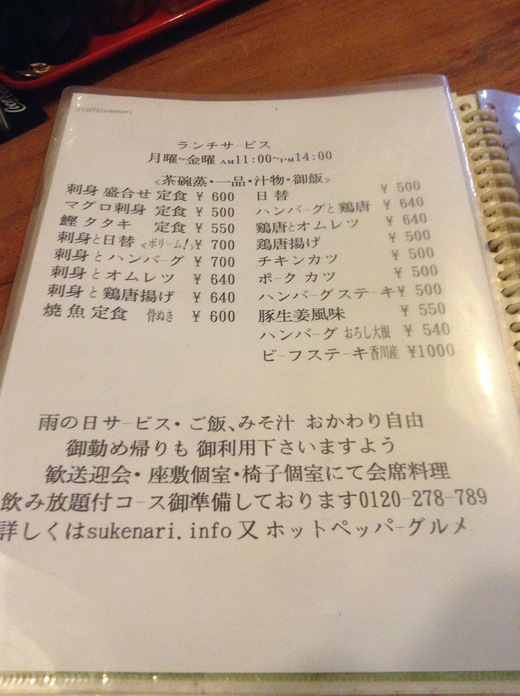 ランチサービス
月曜~金曜 AM11:00~PM14:00
《茶碗蒸・一品・汁物・御飯》
刺身 盛合せ 定食 ¥ 600
マグロ刺身 定食 ¥ 500
鰹 タタキ 定食 ¥ 550
刺身と日替 《ボリーム!》¥ 700
刺身とハンバーグ ¥ 700
刺身とオムレツ ¥ 640
刺身と鶏唐揚げ ¥ 640
焼魚定食 骨ぬき ¥ 600
日替 ¥ 500
ハンバーグと鶏唐 ¥ 640
鶏唐とオムレツ ¥ 640
鶏唐揚げ ¥ 500
チキンカツ ¥ 500
ポークカツ ¥ 500
ハンバーグステーキ¥ 500
豚生姜風味 ¥ 550
ハンバーグ おろし大根 ¥ 540
ビーフステーキ香川産 ¥1000
雨の日サービス・ご飯、みそ汁 おかわり自由
御勤め帰りも 御利用下さいますよう
歓送迎会・座敷個室・椅子個室にて会席料理
飲み放題付コース御準備しております0120-278-789
詳しくはsukenari.info又ホットペッパーグルメ